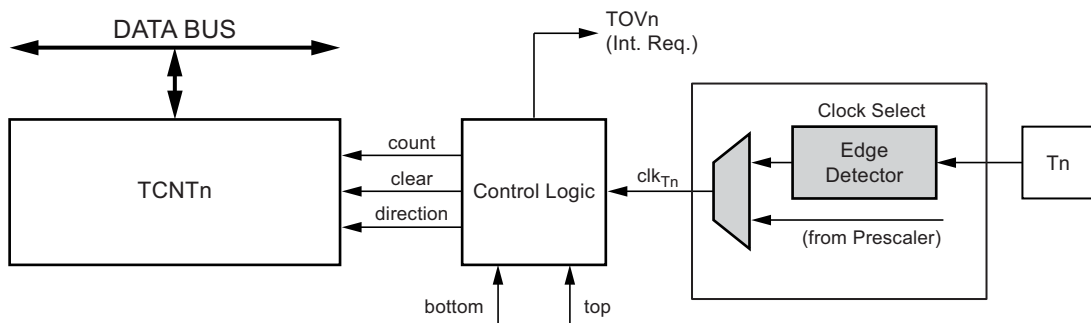 DATA BUS
TOVn
(Int. Req.)
Clock Select
TCNTn
count
clear
direction
Control Logic
clkTn
Edge
Detector
Tn
(from Prescaler)
bottom
top